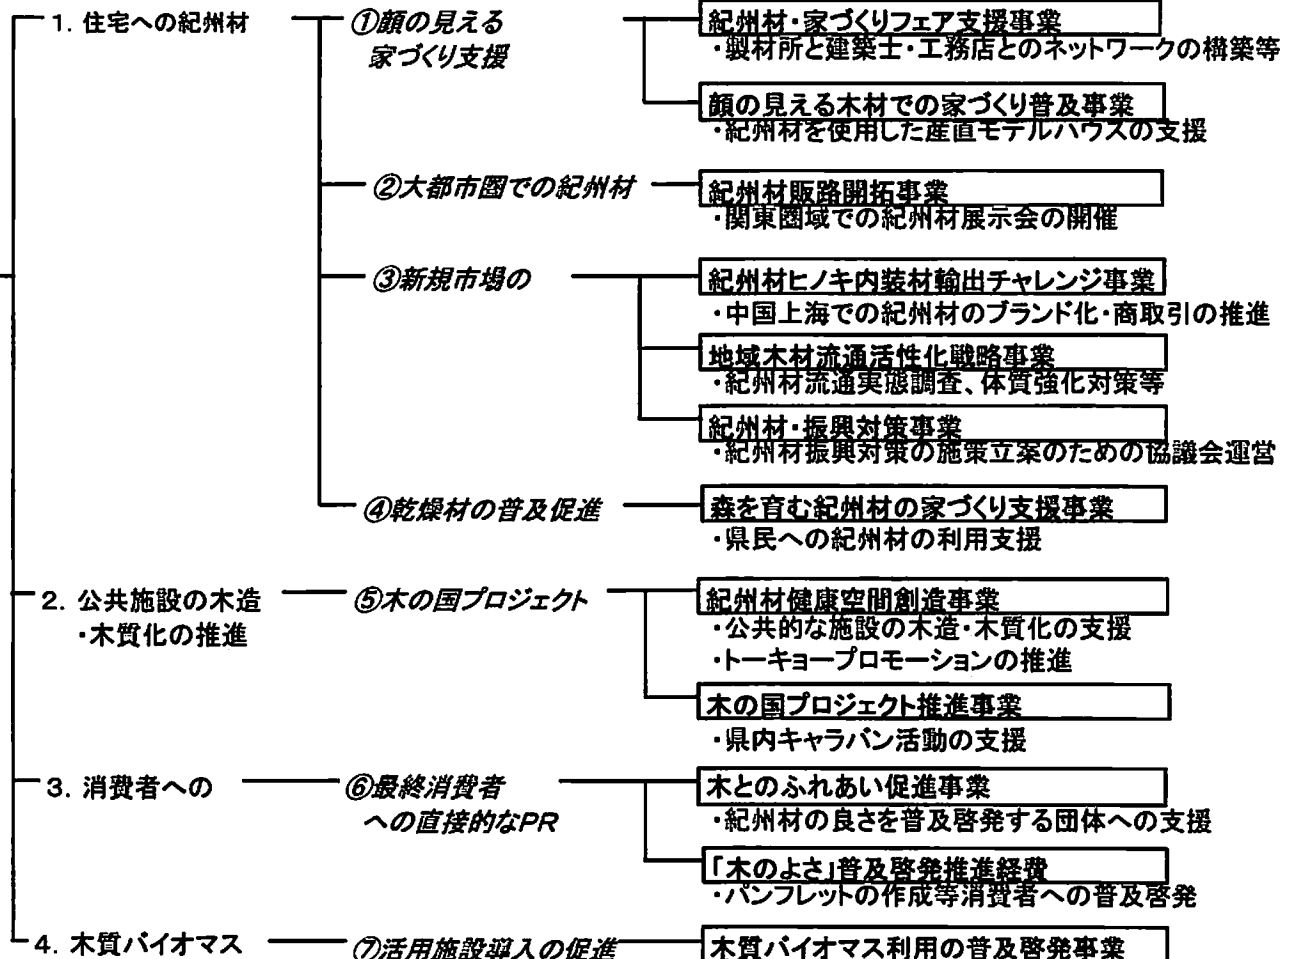 1. 住宅への紀州材
①顔の見える
家づくり支援
紀州材・家づくりフェア支援事業
・製材所と建築士・工務店とのネットワークの構築等
顔の見える木材での家づくり普及事業
・紀州材を使用した産直モデルハウスの支援
②大都市圏での紀州材
紀州材販路開拓事業
・関東圏域での紀州材展示会の開催
③新規市場の
紀州材ヒノキ内装材輸出チャレンジ事業
・中国上海での紀州材のブランド化・商取引の推進
地域木材流通活性化戦略事業
・紀州材流通実態調査、体質強化対策等
紀州材・振興対策事業
・紀州材振興対策の施策立案のための協議会運営
④乾燥材の普及促進
森を育む紀州材の家づくり支援事業
・県民への紀州材の利用支援
2. 公共施設の木造
・木質化の推進
⑤木の国プロジェクト
紀州材健康空間創造事業
・公共的な施設の木造・木質化の支援
・トーキョープロモーションの推進
木の国プロジェクト推進事業
・県内キャラバン活動の支援
3. 消費者への
⑥最終消費者
への直接的なPR
木とのふれあい促進事業
・紀州材の良さを普及啓発する団体への支援
「木のよさ」普及啓発推進経費
・パンフレットの作成等消費者への普及啓発
4. 木質バイオマス
⑦活用施設導入の促進
木質バイオマス利用の普及啓発事業